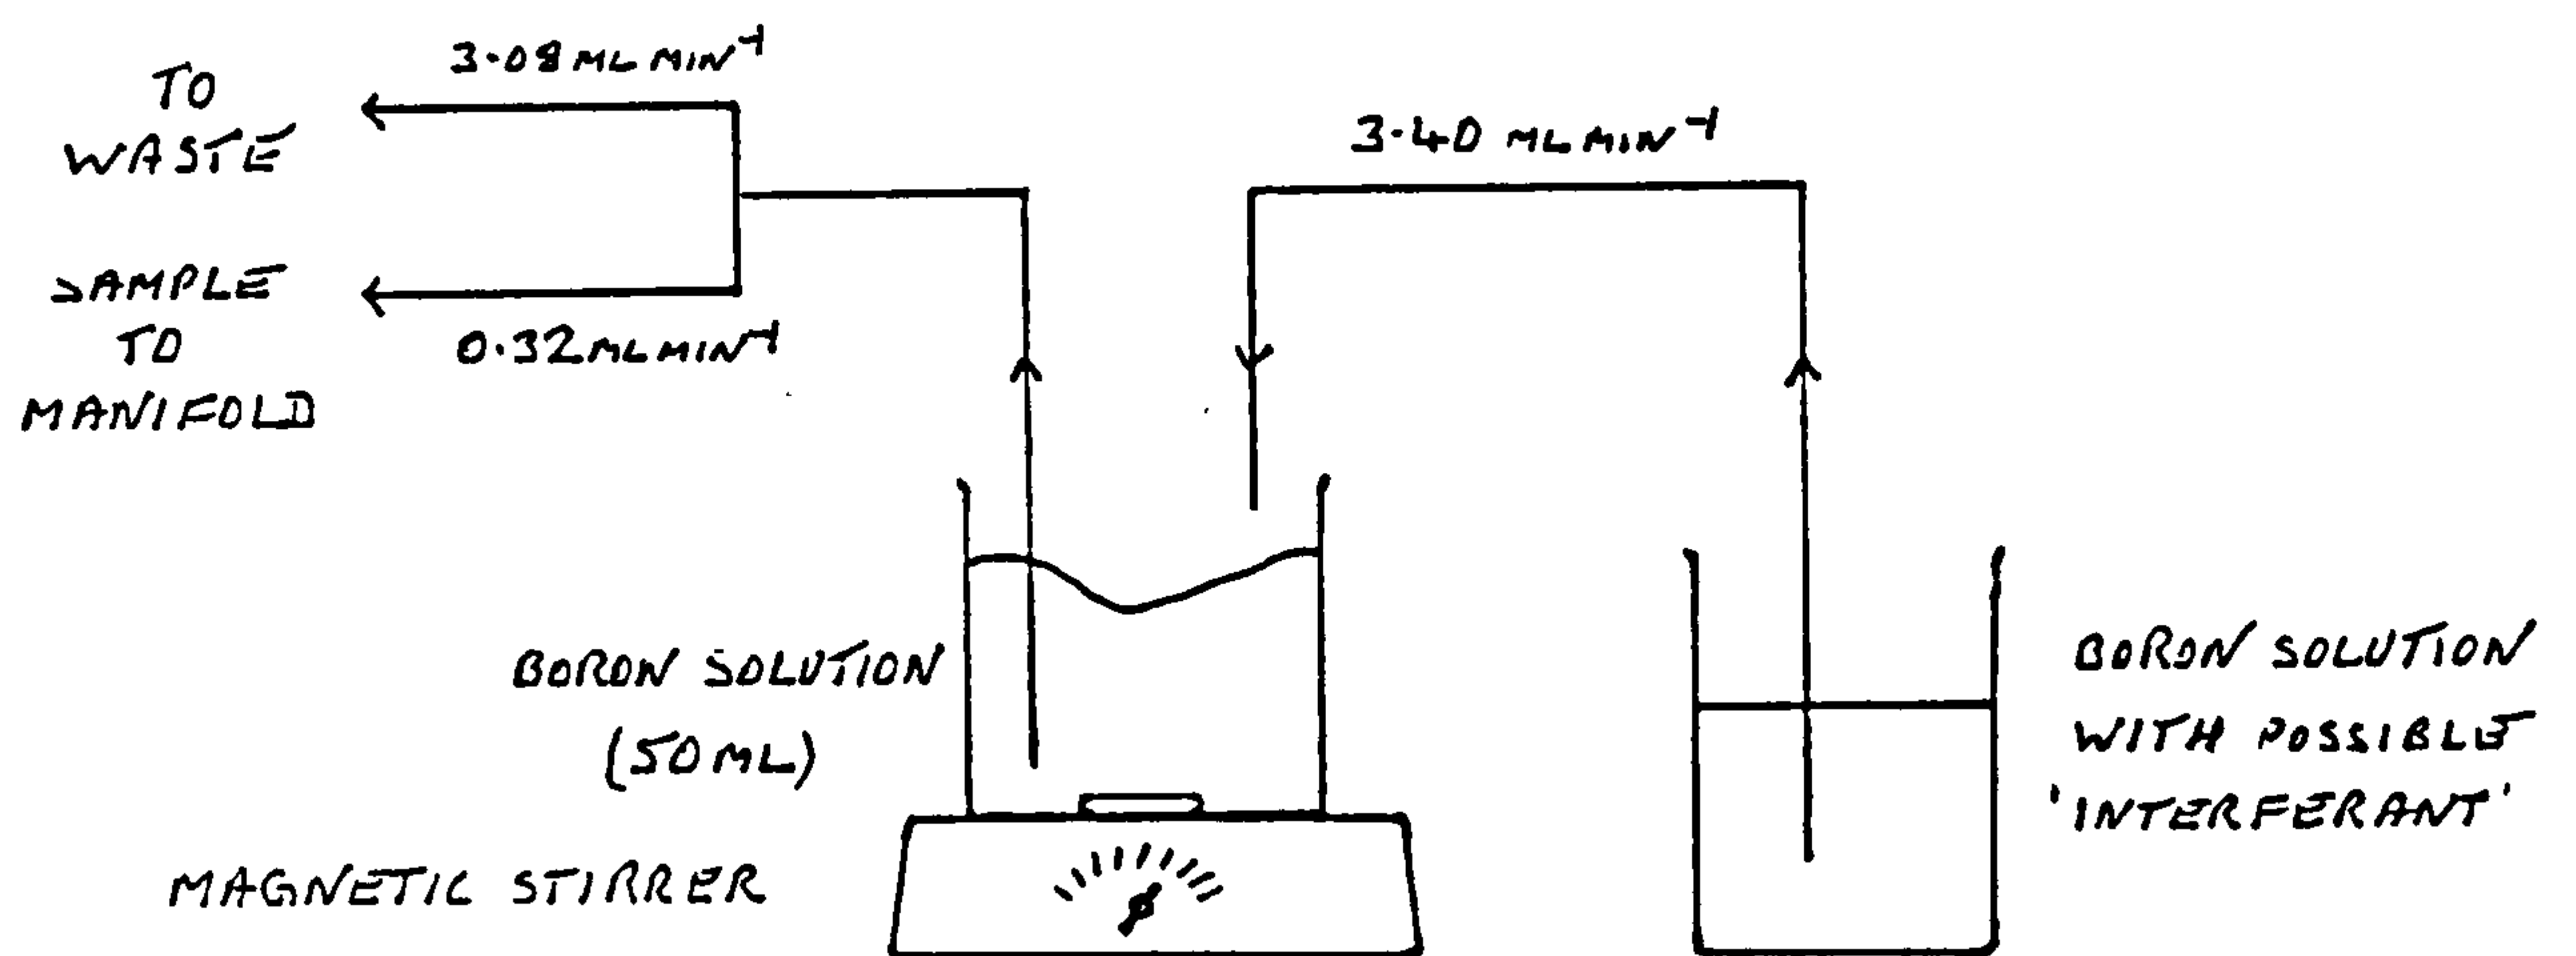 TO
WASTE
3.08 ML MIN⁻¹
SAMPLE
TO
MANIFOLD
0.32 ML MIN⁻¹
3.40 ML MIN⁻¹
BORON SOLUTION
(50 ML)
MAGNETIC STIRRER
BORON SOLUTION
WITH POSSIBLE
'INTERFERANT'